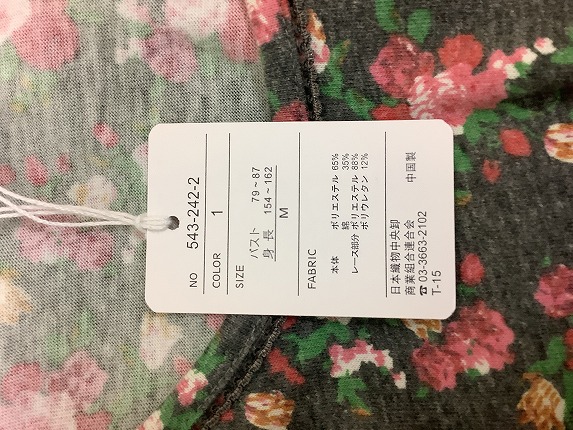 NO 543-242-2
COLOR 1
SIZE
バスト 79~87
身長 154~162
M
FABRIC
本体 ポリエステル 65%
綿 35%
レース部分 ポリエステル 88%
ポリウレタン 12%
日本織物中央卸
商業組合連合会 中国製
☎03-3663-2102
T-15